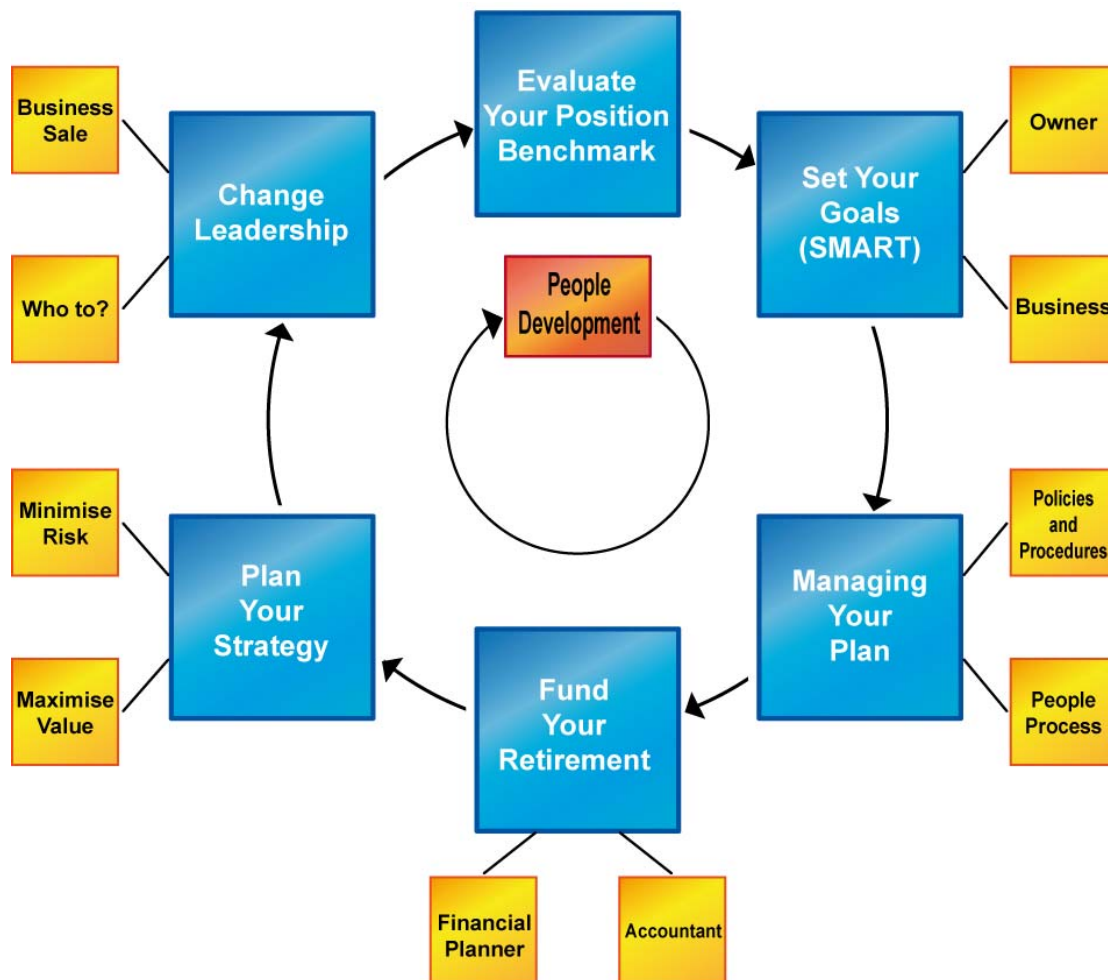 Evaluate
Your Position
Benchmark
Set Your
Goals
(SMART)
Owner
Business
Managing
Your
Plan
Policies
and
Procedures
People
Process
Fund
Your
Retirement
Financial
Planner
Accountant
Plan
Your
Strategy
Minimise
Risk
Maximise
Value
Change
Leadership
Business
Sale
Who to?
People
Development